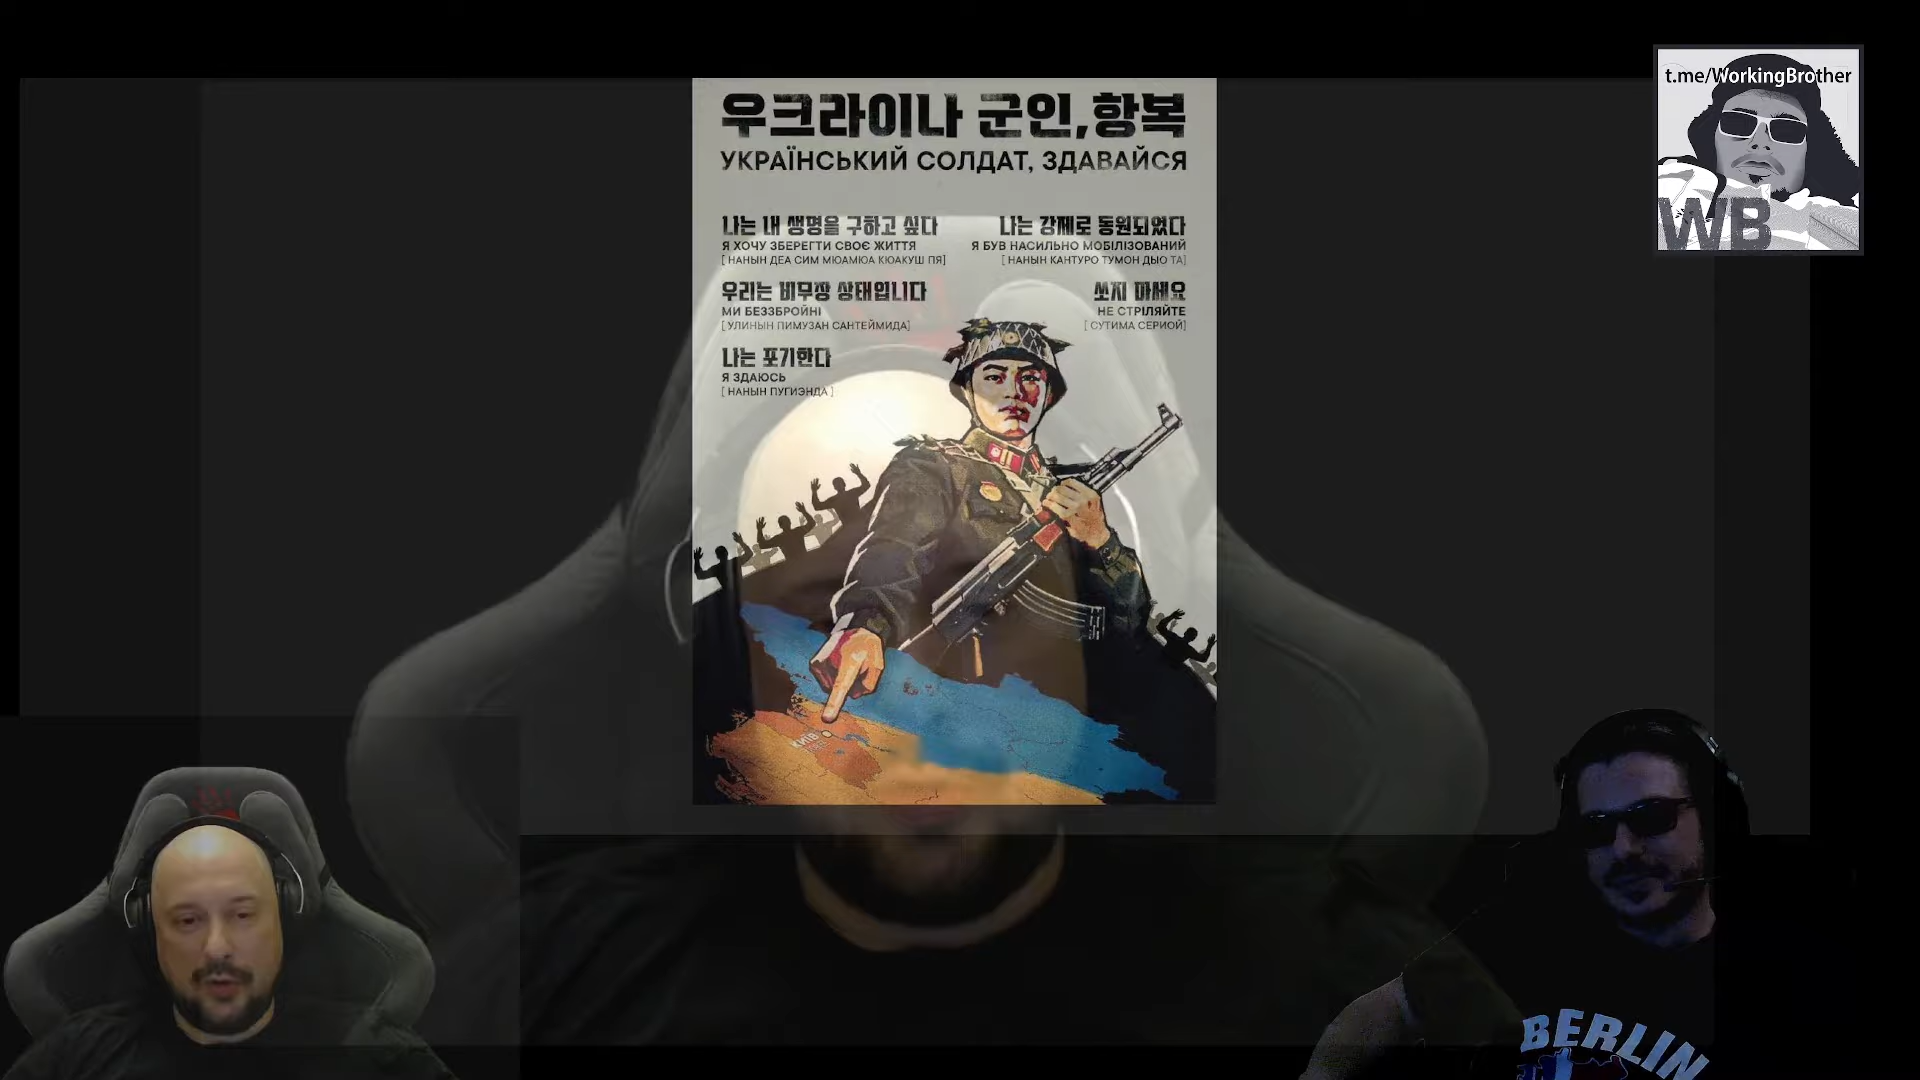 우크라이나 군인, 항복
УКРАЇНСЬКИЙ СОЛДАТ, ЗДАВАЙСЯ
나는 내 생명을 구하고 싶다
Я ХОЧУ ЗБЕРЕГТИ СВОЄ ЖИТТЯ
[ НАНЫН ДЕА СИМ МЮАМЮА КЮАКУШ ПЯ]
나는 강제로 동원되었다
Я БУВ НАСИЛЬНО МОБІЛІЗОВАНИЙ
[ НАНЫН КАНТУРО ТУМОН ДЫО ТА]
우리는 비무장 상태입니다
МИ БЕЗЗБРОЙНІ
[ УЛИНЫН ПИМУЗАН САНТЕЙМИДА]
쏘지 마세요
НЕ СТРІЛЯЙТЕ
[ СУТИМА СЕРИОЙ]
나는 포기한다
Я ЗДАЮСЬ
[ НАНЫН ПУГИЭНДА ]
КИЇВ
t.me/WorkingBrother
WB
BERLIN